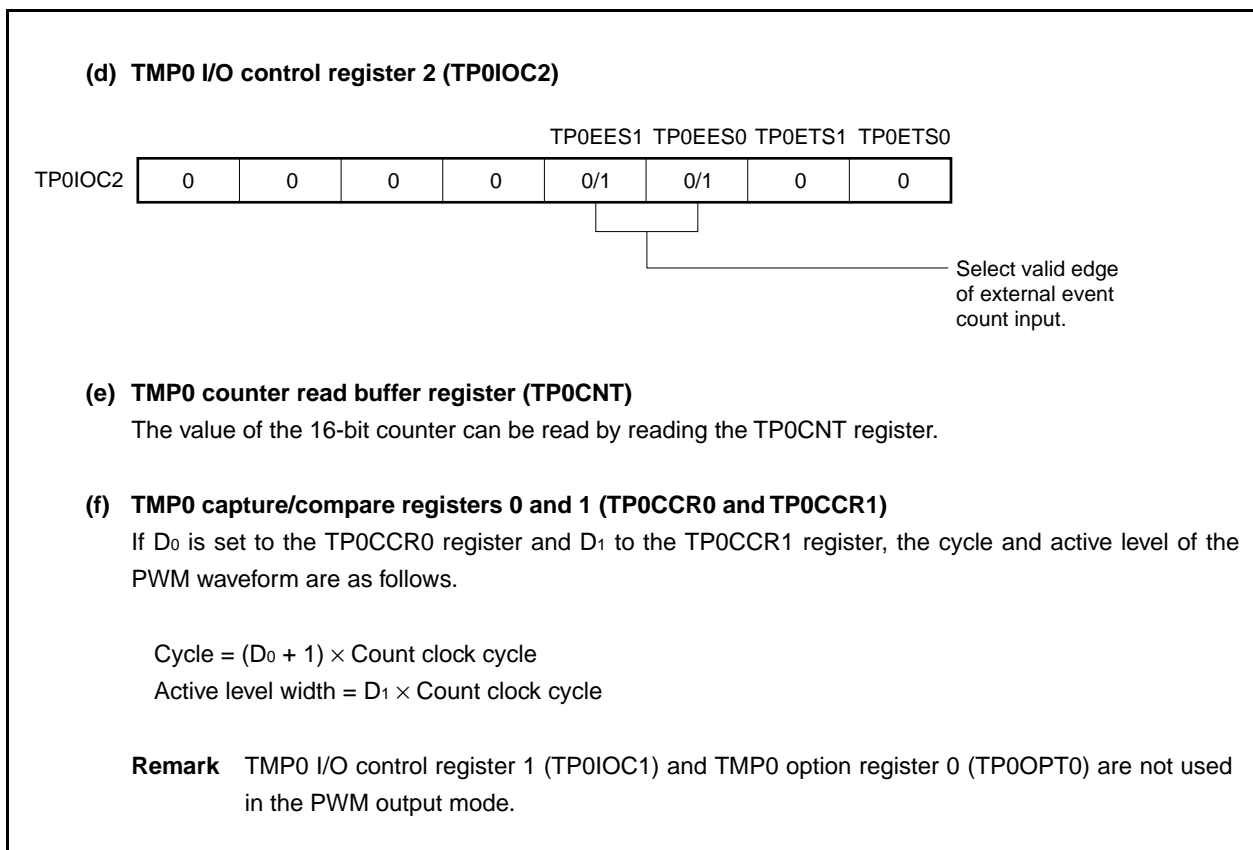 (d) TMP0 I/O control register 2 (TP0IOC2)
TP0EES1 TP0EES0 TP0ETS1 TP0ETS0
TP0IOC2 0 0 0 0 0/1 0/1 0 0
Select valid edge
of external event
count input.
(e) TMP0 counter read buffer register (TP0CNT)
The value of the 16-bit counter can be read by reading the TP0CNT register.
(f) TMP0 capture/compare registers 0 and 1 (TP0CCR0 and TP0CCR1)
If D0 is set to the TP0CCR0 register and D1 to the TP0CCR1 register, the cycle and active level of the
PWM waveform are as follows.
Cycle = (D0 + 1) × Count clock cycle
Active level width = D1 × Count clock cycle
Remark TMP0 I/O control register 1 (TP0IOC1) and TMP0 option register 0 (TP0OPT0) are not used
in the PWM output mode.